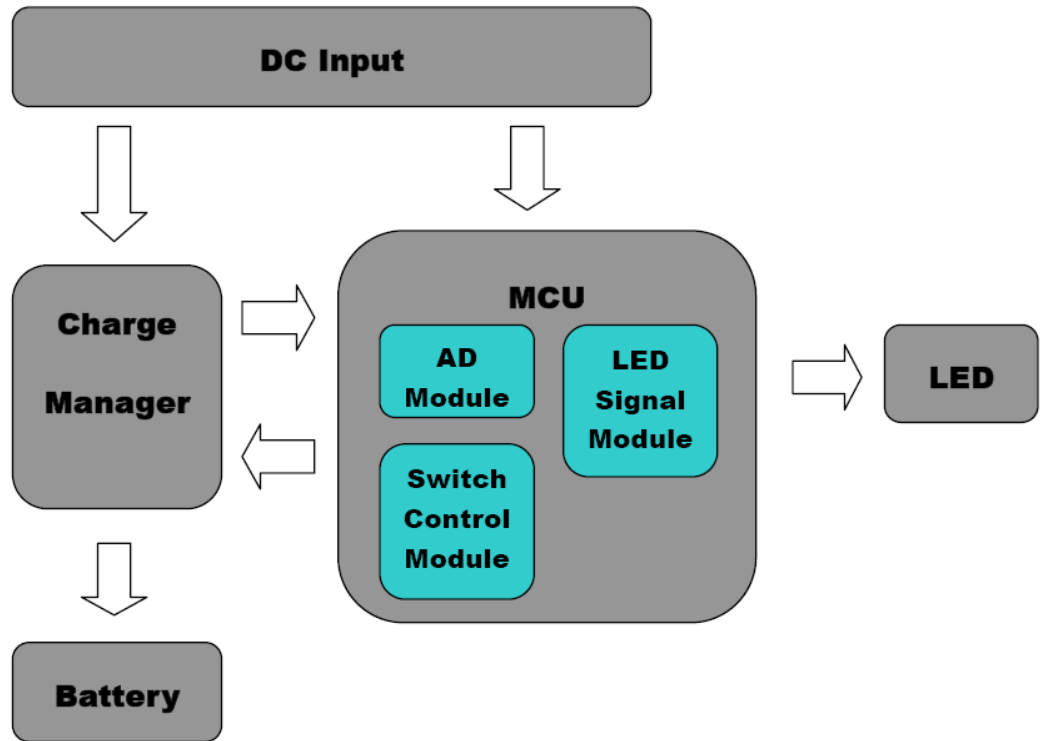 DC Input
Charge
Manager
MCU
AD
Module
LED
Signal
Module
Switch
Control
Module
LED
Battery